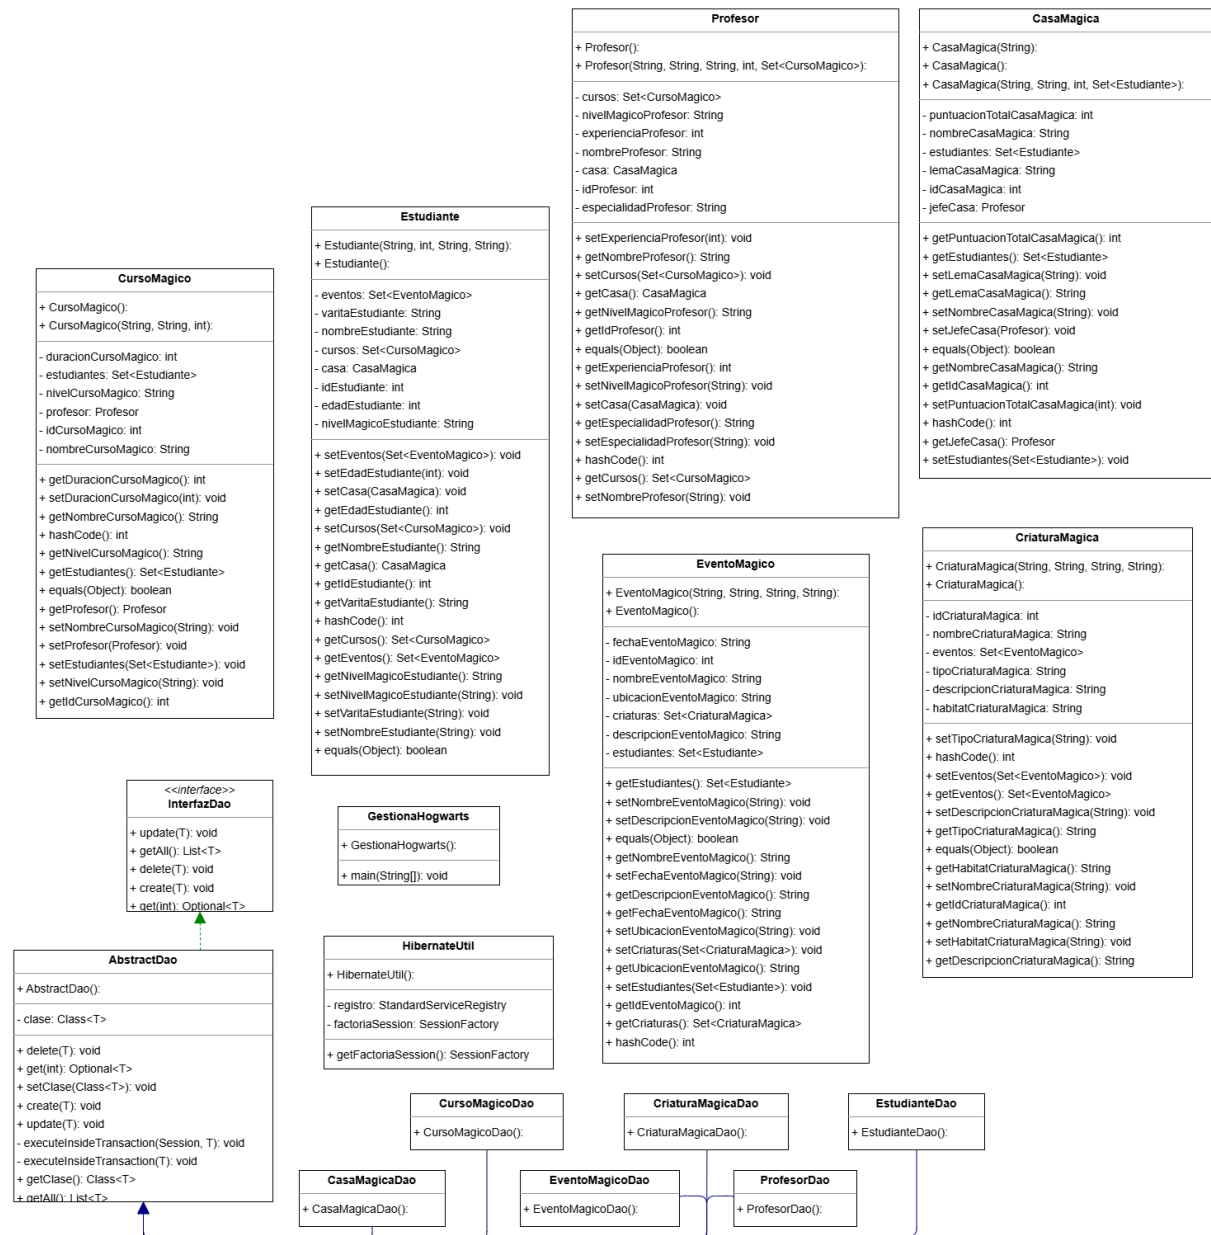 Profesor
+ Profesor():
+ Profesor(String, String, String, int, Set<CursoMagico>):
- cursos: Set<CursoMagico>
- nivelMagicoProfesor: String
- experienciaProfesor: int
- nombreProfesor: String
- casa: CasaMagica
- idProfesor: int
- especialidadProfesor: String
+ setExperienciaProfesor(int): void
+ getNombreProfesor(): String
+ setCursos(Set<CursoMagico>): void
+ getCasa(): CasaMagica
+ getNivelMagicoProfesor(): String
+ getIdProfesor(): int
+ equals(Object): boolean
+ getExperienciaProfesor(): int
+ setNivelMagicoProfesor(String): void
+ setCasa(CasaMagica): void
+ getEspecialidadProfesor(): String
+ setEspecialidadProfesor(String): void
+ hashCode(): int
+ getCursos(): Set<CursoMagico>
+ setNombreProfesor(String): void
CasaMagica
+ CasaMagica(String):
+ CasaMagica():
+ CasaMagica(String, String, int, Set<Estudiante>):
- puntuacionTotalCasaMagica: int
- nombreCasaMagica: String
- estudiantes: Set<Estudiante>
- lemaCasaMagica: String
- idCasaMagica: int
- jefeCasa: Profesor
+ getPuntuacionTotalCasaMagica(): int
+ getEstudiantes(): Set<Estudiante>
+ setLemaCasaMagica(String): void
+ getLemaCasaMagica(): String
+ setNombreCasaMagica(String): void
+ setJefeCasa(Profesor): void
+ equals(Object): boolean
+ getNombreCasaMagica(): String
+ getIdCasaMagica(): int
+ setPuntuacionTotalCasaMagica(int): void
+ hashCode(): int
+ getJefeCasa(): Profesor
+ setEstudiantes(Set<Estudiante>): void
Estudiante
+ Estudiante(String, int, String, String):
+ Estudiante():
- eventos: Set<EventoMagico>
- varitaEstudiante: String
- nombreEstudiante: String
- cursos: Set<CursoMagico>
- casa: CasaMagica
- idEstudiante: int
- edadEstudiante: int
- nivelMagicoEstudiante: String
+ setEventos(Set<EventoMagico>): void
+ setEdadEstudiante(int): void
+ setCasa(CasaMagica): void
+ getEdadEstudiante(): int
+ setCursos(Set<CursoMagico>): void
+ getNombreEstudiante(): String
+ getCasa(): CasaMagica
+ getIdEstudiante(): int
+ getVaritaEstudiante(): String
+ hashCode(): int
+ getCursos(): Set<CursoMagico>
+ getEventos(): Set<EventoMagico>
+ getNivelMagicoEstudiante(): String
+ setNivelMagicoEstudiante(String): void
+ setVaritaEstudiante(String): void
+ setNombreEstudiante(String): void
+ equals(Object): boolean
CursoMagico
+ CursoMagico():
+ CursoMagico(String, String, int):
- duracionCursoMagico: int
- estudiantes: Set<Estudiante>
- nivelCursoMagico: String
- profesor: Profesor
- idCursoMagico: int
- nombreCursoMagico: String
+ getDuracionCursoMagico(): int
+ setDuracionCursoMagico(int): void
+ getNombreCursoMagico(): String
+ hashCode(): int
+ getNivelCursoMagico(): String
+ getEstudiantes(): Set<Estudiante>
+ equals(Object): boolean
+ getProfesor(): Profesor
+ setNombreCursoMagico(String): void
+ setProfesor(Profesor): void
+ setEstudiantes(Set<Estudiante>): void
+ setNivelCursoMagico(String): void
+ getIdCursoMagico(): int
EventoMagico
+ EventoMagico(String, String, String, String):
+ EventoMagico():
- fechaEventoMagico: String
- idEventoMagico: int
- nombreEventoMagico: String
- ubicacionEventoMagico: String
- criaturas: Set<CriaturaMagica>
- descripcionEventoMagico: String
- estudiantes: Set<Estudiante>
+ getEstudiantes(): Set<Estudiante>
+ setNombreEventoMagico(String): void
+ setDescripcionEventoMagico(String): void
+ equals(Object): boolean
+ getNombreEventoMagico(): String
+ setFechaEventoMagico(String): void
+ getDescripcionEventoMagico(): String
+ getFechaEventoMagico(): String
+ setUbicacionEventoMagico(String): void
+ setCriaturas(Set<CriaturaMagica>): void
+ getUbicacionEventoMagico(): String
+ setEstudiantes(Set<Estudiante>): void
+ getIdEventoMagico(): int
+ getCriaturas(): Set<CriaturaMagica>
+ hashCode(): int
CriaturaMagica
+ CriaturaMagica(String, String, String, String):
+ CriaturaMagica():
- idCriaturaMagica: int
- nombreCriaturaMagica: String
- eventos: Set<EventoMagico>
- tipoCriaturaMagica: String
- descripcionCriaturaMagica: String
- habitatCriaturaMagica: String
+ setTipoCriaturaMagica(String): void
+ hashCode(): int
+ setEventos(Set<EventoMagico>): void
+ getEventos(): Set<EventoMagico>
+ setDescripcionCriaturaMagica(String): void
+ getTipoCriaturaMagica(): String
+ equals(Object): boolean
+ getHabitatCriaturaMagica(): String
+ setNombreCriaturaMagica(String): void
+ getIdCriaturaMagica(): int
+ getNombreCriaturaMagica(): String
+ setHabitatCriaturaMagica(String): void
+ getDescripcionCriaturaMagica(): String
<<interface>>
InterfazDao
+ update(T): void
+ getAll(): List<T>
+ delete(T): void
+ create(T): void
+ get(int): Optional<T>
GestionaHogwarts
+ GestionaHogwarts():
+ main(String[]): void
HibernateUtil
+ HibernateUtil():
- registro: StandardServiceRegistry
- factoriaSession: SessionFactory
+ getFactoriaSession(): SessionFactory
AbstractDao
+ AbstractDao():
- clase: Class<T>
+ delete(T): void
+ get(int): Optional<T>
+ setClase(Class<T>): void
+ create(T): void
+ update(T): void
- executeInsideTransaction(Session, T): void
- executeInsideTransaction(T): void
+ getClase(): Class<T>
+ getAll(): List<T>
CursoMagicoDao
+ CursoMagicoDao():
CriaturaMagicaDao
+ CriaturaMagicaDao():
EstudianteDao
+ EstudianteDao():
CasaMagicaDao
+ CasaMagicaDao():
EventoMagicoDao
+ EventoMagicoDao():
ProfesorDao
+ ProfesorDao():